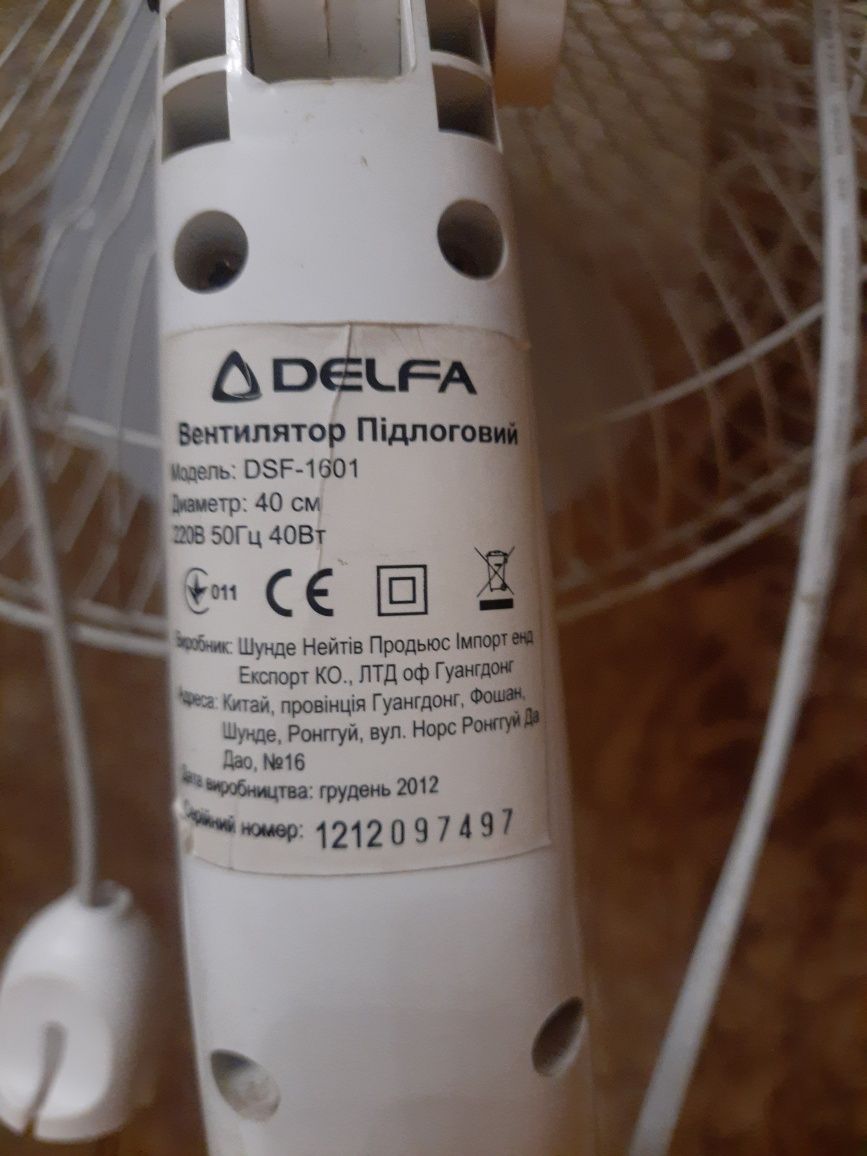 DELFA
Вентилятор Підлоговий
Модель: DSF-1601
Диаметр: 40 см
220В 50Гц 40Вт
011 CE
Виробник: Шунде Нейтів Продьюс Імпорт енд
Експорт КО., ЛТД оф Гуангдонг
Адреса: Китай, провінція Гуангдонг, Фошан,
Шунде, Ронггуй, вул. Норс Ронггуй Да
Дао, №16
Дата виробництва: грудень 2012
Серійний номер: 1212097497